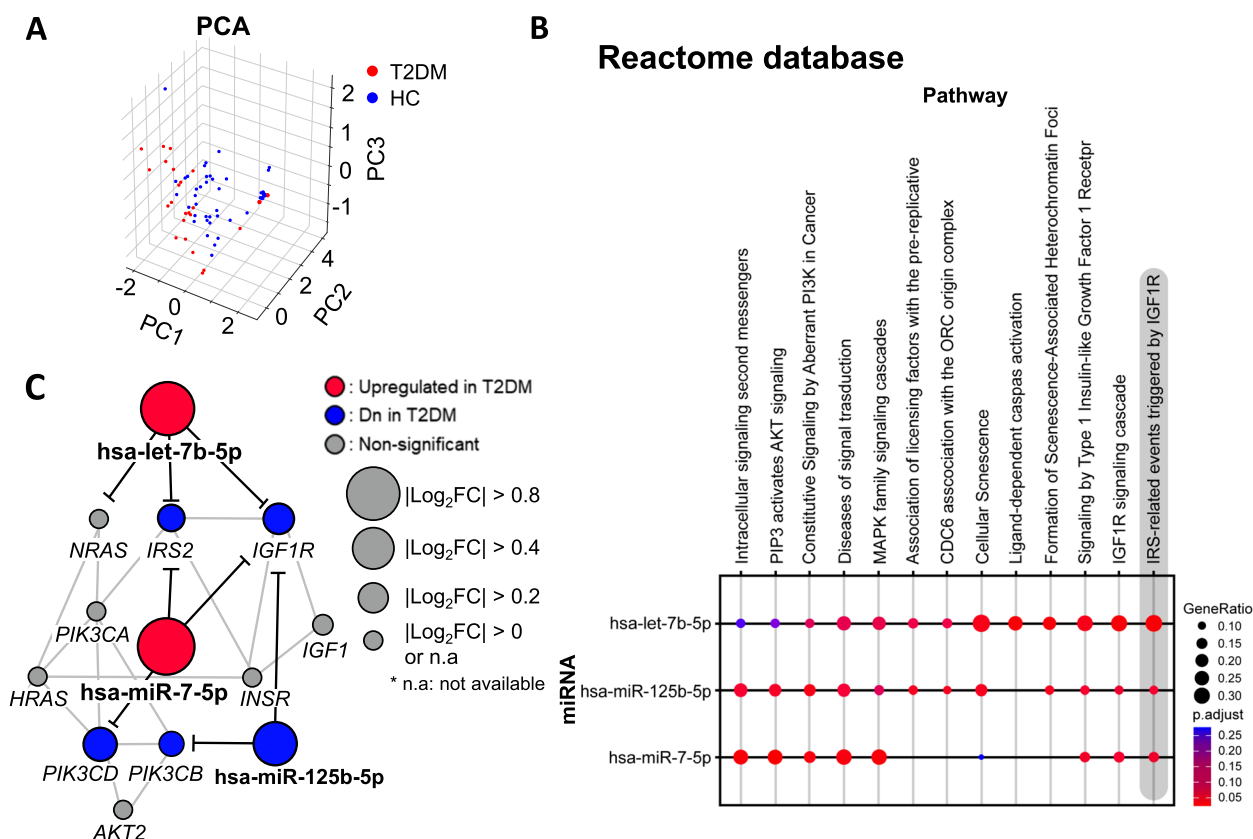 A
PCA
T2DM
HC
2
1
0
-1
PC3
4
2
0
PC2
-2
0
2
PC1
B
Reactome database
Pathway
Intracellular signaling second messengers
PIP3 activates AKT signaling
Constitutive Signaling by Aberrant PI3K in Cancer
Diseases of signal trasduction
MAPK family signaling cascades
Association of licensing factors with the pre-replicative
CDC6 association with the ORC origin complex
Cellular Scnescence
Ligand-dependent caspas activation
Formation of Scenescence-Associated Heterochromatin Foci
Signaling by Type 1 Insulin-like Growth Factor 1 Recetpr
IGF1R signaling cascade
IRS-related events triggered by IGF1R
miRNA
hsa-let-7b-5p
hsa-miR-125b-5p
hsa-miR-7-5p
GeneRatio
0.10
0.15
0.20
0.25
0.30
p.adjust
0.25
0.20
0.15
0.10
0.05
C
: Upregulated in T2DM
: Dn in T2DM
: Non-significant
|Log₂FC| > 0.8
|Log₂FC| > 0.4
|Log₂FC| > 0.2
|Log₂FC| > 0
or n.a
* n.a: not available
hsa-let-7b-5p
NRAS
IRS2
IGF1R
PIK3CA
IGF1
HRAS
hsa-miR-7-5p
INSR
PIK3CD
PIK3CB
hsa-miR-125b-5p
AKT2